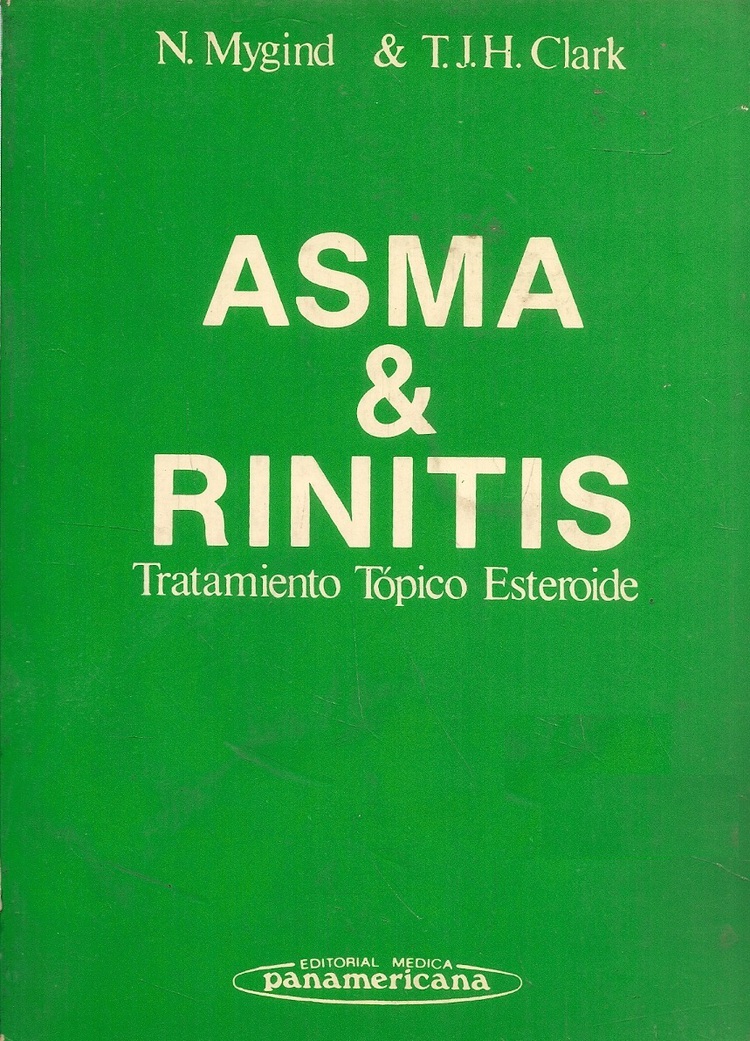 N. Mygind & T.J.H. Clark
ASMA
&
RINITIS
Tratamiento Tópico Esteroide
EDITORIAL MEDICA
panamericana